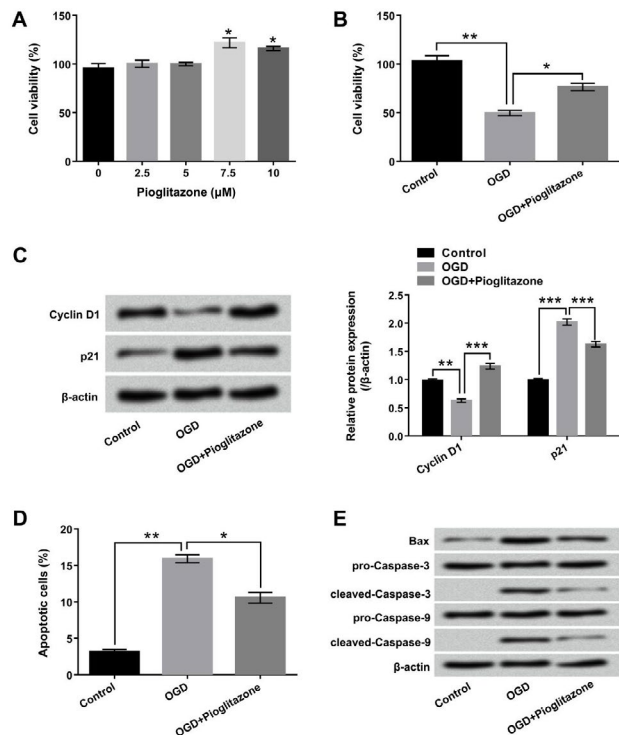 A
Cell viability (%)
150
100
50
0
*
*
0 2.5 5 7.5 10
Pioglitazone (μM)
B
Cell viability (%)
150
100
50
0
**
*
Control
OGD
OGD+Pioglitazone
C
Cyclin D1
p21
β-actin
Control
OGD
OGD+Pioglitazone
Control
OGD
OGD+Pioglitazone
Relative protein expression
(/β-actin)
2.5
2.0
1.5
1.0
0.5
0.0
**
***
***
***
Cyclin D1
p21
D
Apoptotic cells (%)
20
15
10
5
0
**
*
Control
OGD
OGD+Pioglitazone
E
Bax
pro-Caspase-3
cleaved-Caspase-3
pro-Caspase-9
cleaved-Caspase-9
β-actin
Control
OGD
OGD+Pioglitazone